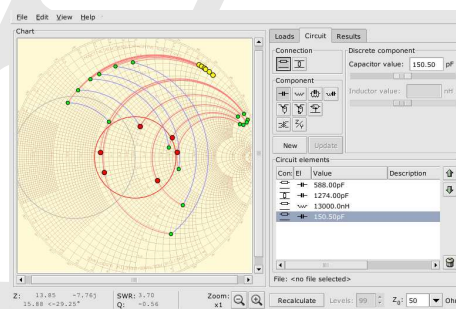 File Edit View Help
Chart
Loads Circuit Results
Connection
Discrete component
Capacitor value: 150.50 pF
Component
Inductor value: nH
New Update
Circuit elements
Con: El Value Description
588.00pF
1274.00pF
13000.0nH
150.50pF
File: <no file selected>
Z: 13.85 -7.76j
15.88 <-29.25°
SWR: 3.70
Q: -0.56
Zoom:
x1
Recalculate Levels: 99 Z₀: 50 Ohm